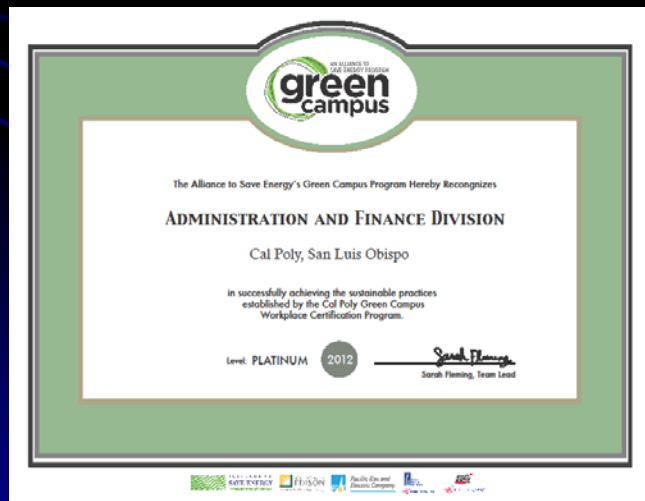 AN ALLIANCE TO
SAVE ENERGY PROGRAM
green
campus
The Alliance to Save Energy's Green Campus Program Hereby Recongnizes
ADMINISTRATION AND FINANCE DIVISION
Cal Poly, San Luis Obispo
in successfully achieving the sustainable practices
established by the Cal Poly Green Campus
Workplace Certification Program.
Level: PLATINUM 2012 Sarah Fleming
Sarah Fleming, Team Lead
SAVE ENERGY EDISON Pacific Gas and
Electric Company